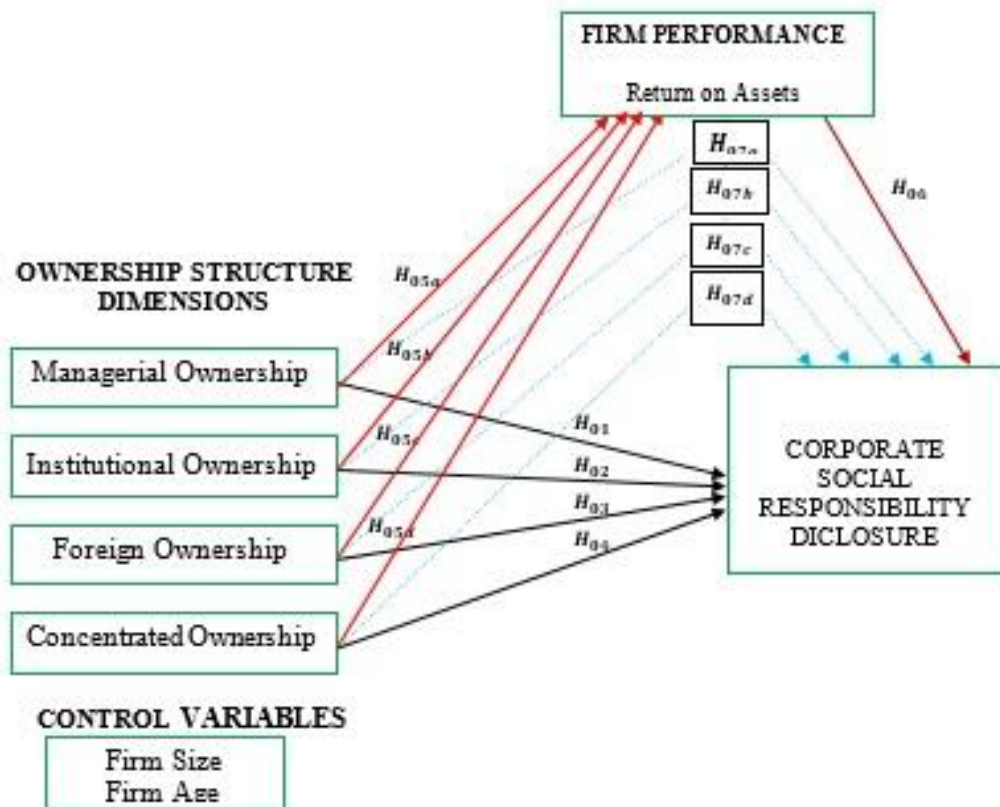 FIRM PERFORMANCE
Return on Assets
H07a
H07b
H07c
H07d
H06
OWNERSHIP STRUCTURE
DIMENSIONS
H05a
H05b
H05c
H05d
Managerial Ownership
Institutional Ownership
Foreign Ownership
Concentrated Ownership
H01
H02
H03
H04
CORPORATE
SOCIAL
RESPONSIBILITY
DICLOSURE
CONTROL VARIABLES
Firm Size
Firm Age